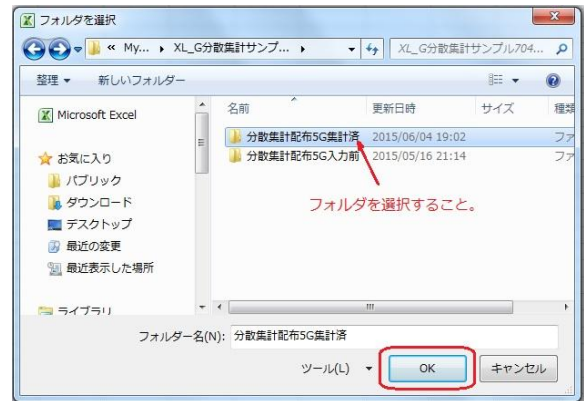 フォルダを選択
« My... ▸ XL_G分散集計サンプ... ▸
XL_G分散集計サンプル704...
整理 ▼ 新しいフォルダー
Microsoft Excel
お気に入り
パブリック
ダウンロード
デスクトップ
最近の変更
最近表示した場所
ライブラリ
名前 更新日時 サイズ 種類
分散集計配布5G集計済 2015/06/04 19:02 ファ
分散集計配布5G入力前 2015/05/16 21:14 ファ
フォルダを選択すること。
フォルダー名(N): 分散集計配布5G集計済
ツール(L) ▼ OK キャンセル